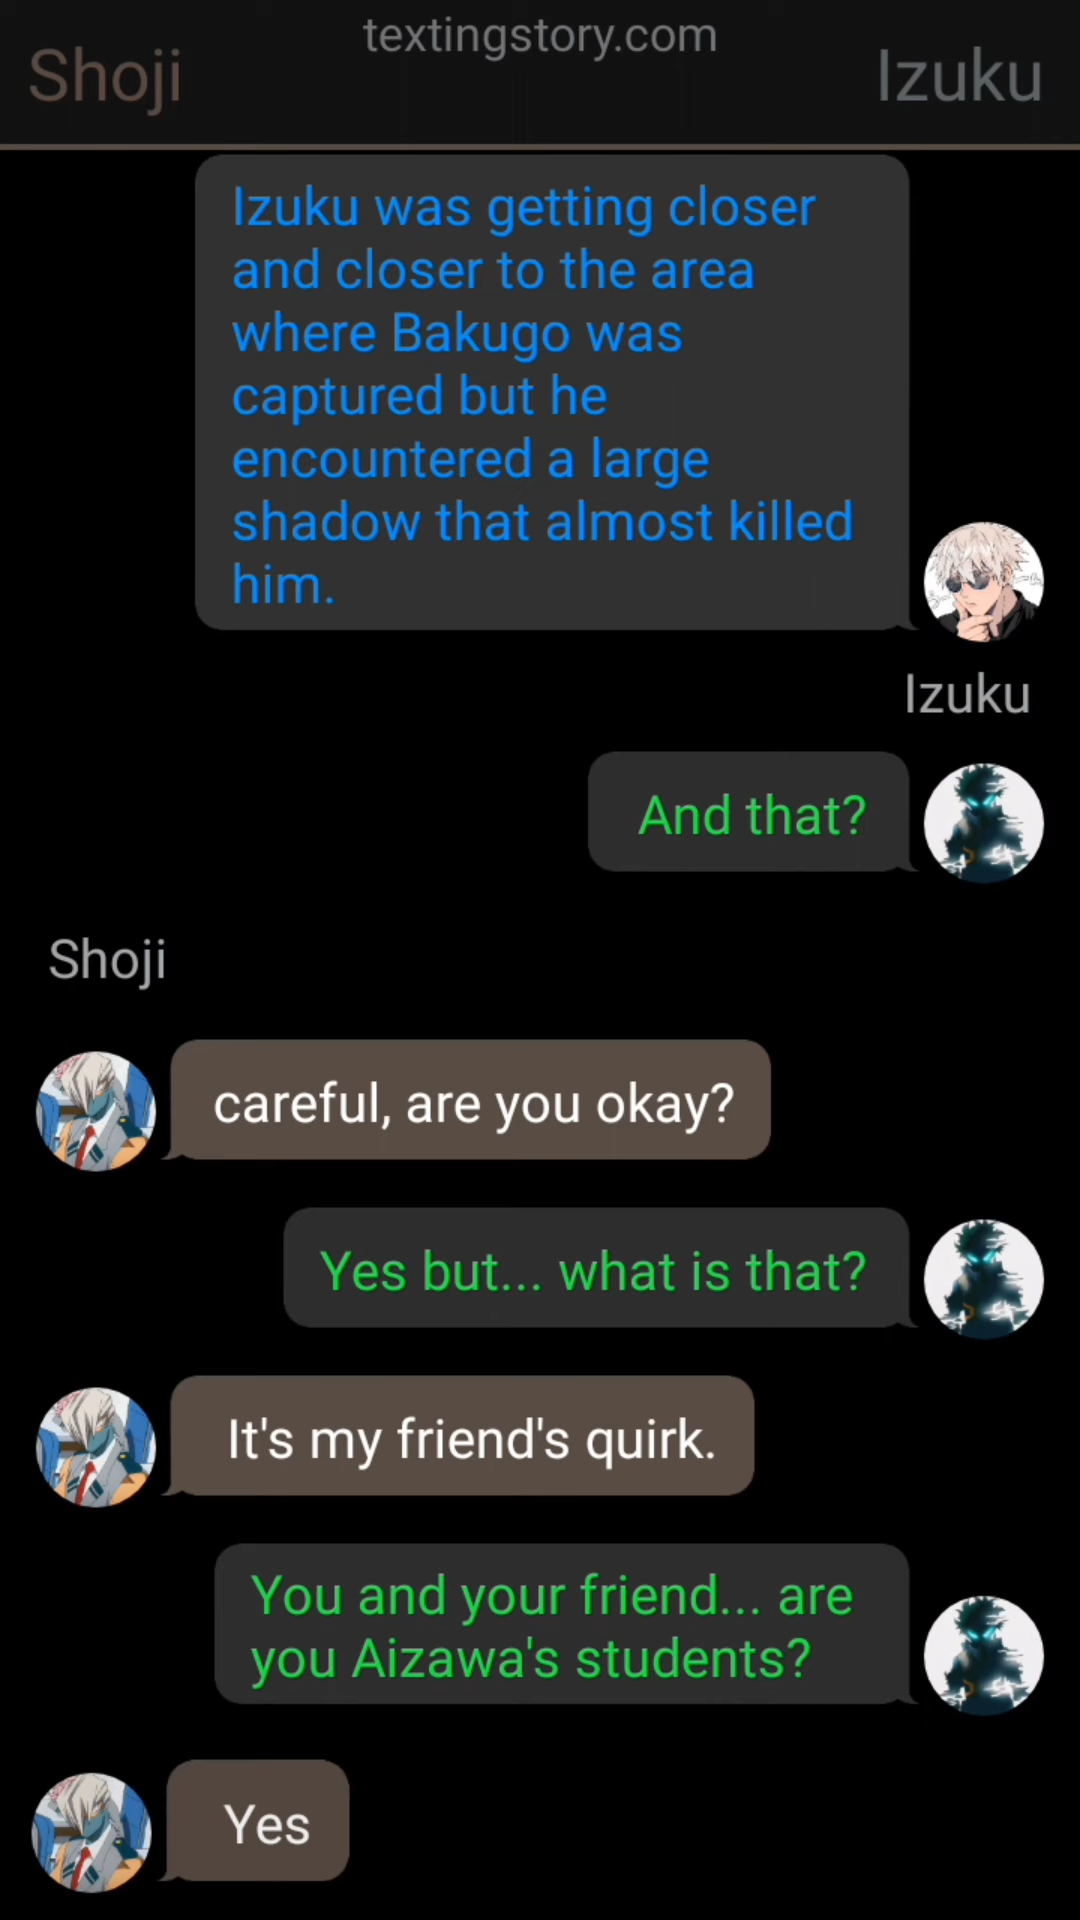 textingstory.com
Shoji
Izuku
Izuku was getting closer
and closer to the area
where Bakugo was
captured but he
encountered a large
shadow that almost killed
him.
Izuku
And that?
Shoji
careful, are you okay?
Yes but... what is that?
It's my friend's quirk.
You and your friend... are
you Aizawa's students?
Yes